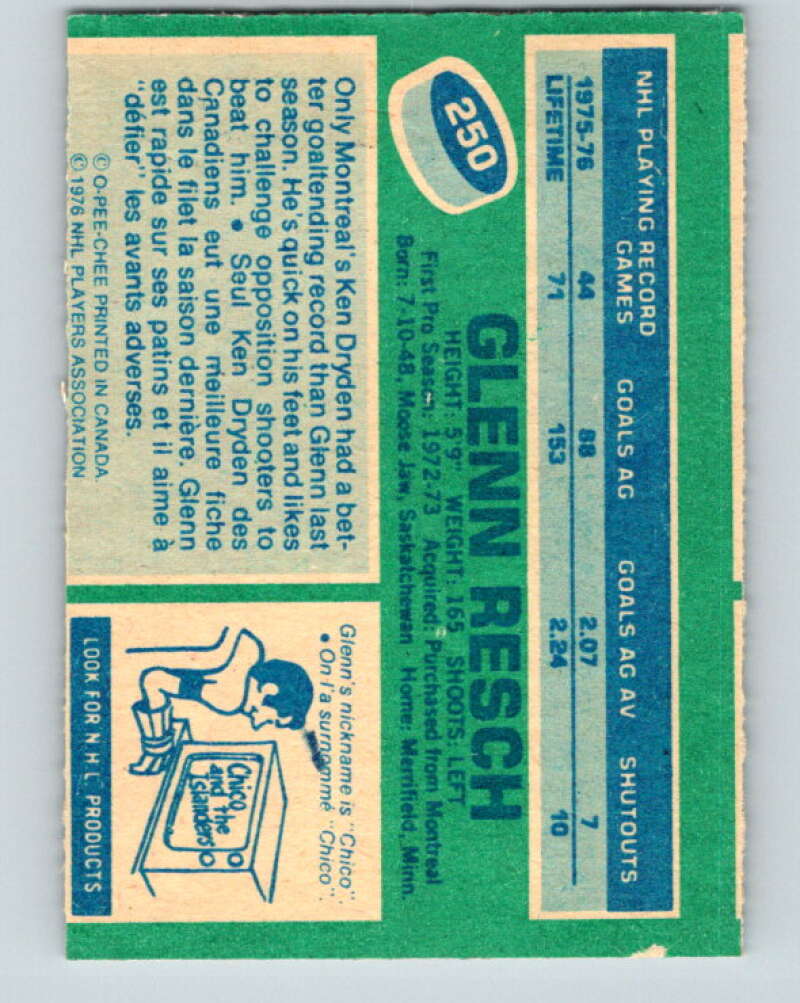 250
NHL PLAYING RECORD
GAMES GOALS AG GOALS AG AV SHUTOUTS
1975-76 44 88 2.07 7
LIFETIME 71 153 2.24 10
GLENN RESCH
HEIGHT: 5'9" WEIGHT: 165 SHOOTS: LEFT
First Pro Season: 1972-73 Acquired: Purchased from Montreal
Born: 7-10-48, Moose Jaw, Saskatchewan - Home: Merrifield, Minn.
Only Montreal's Ken Dryden had a bet-
ter goaltending record than Glenn last
season. He's quick on his feet and likes
to challenge opposition shooters to
beat him. • Seul Ken Dryden des
Canadiens eut une meilleure fiche
dans le filet la saison dernière. Glenn
est rapide sur ses patins et il aime à
"défier" les avants adverses.
© O-PEE-CHEE PRINTED IN CANADA.
© 1976 NHL PLAYERS ASSOCIATION
Glenn's nickname is "Chico".
• On l'a surnommé "Chico".
Chico
and the
Islanders
LOOK FOR N.H.L. PRODUCTS